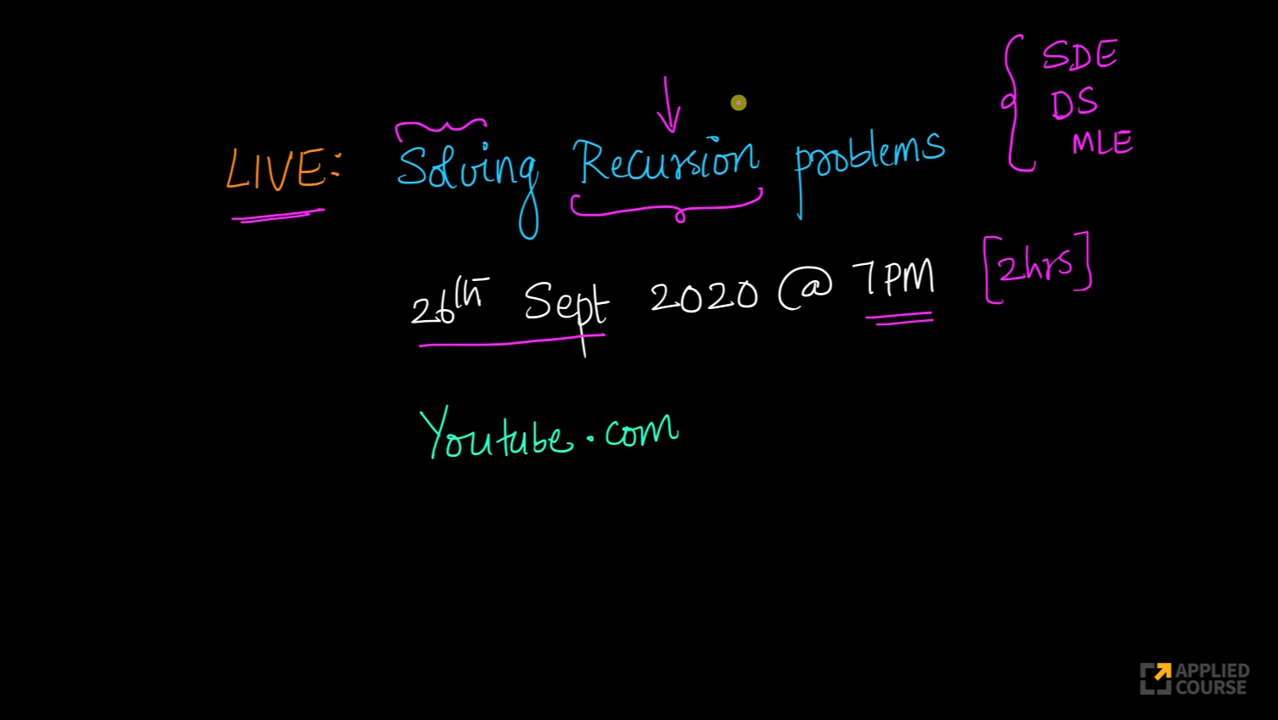 LIVE: Solving Recursion problems
SDE
DS
MLE
26th Sept 2020 @ 7PM [2hrs]
Youtube.com
APPLIED
COURSE